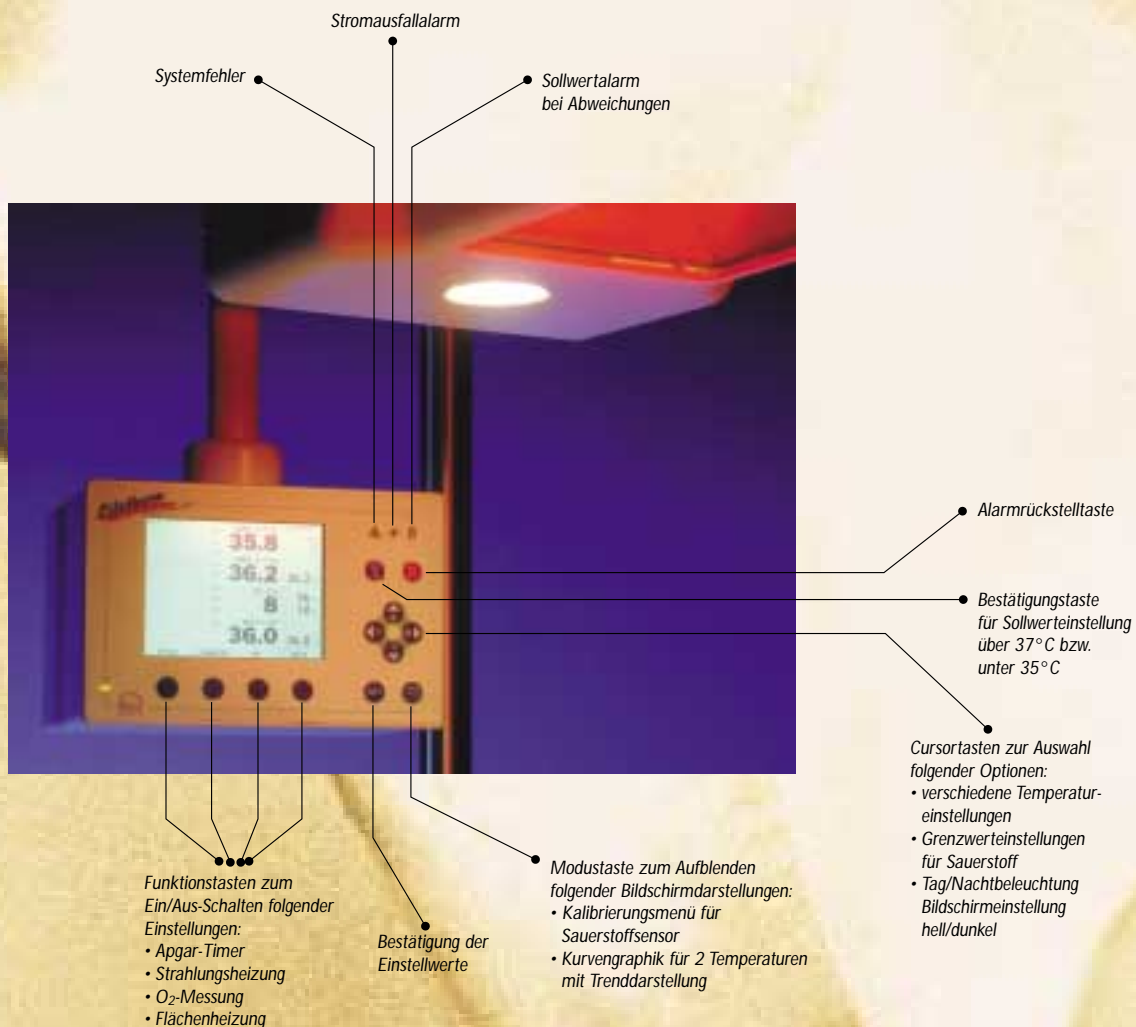 Stromausfallalarm
Systemfehler
Sollwertalarm
bei Abweichungen
35.8
36.2
8
36.0
A + B
Alarmrückstelltaste
Bestätigungstaste
für Sollwerteinstellung
über 37°C bzw.
unter 35°C
Cursortasten zur Auswahl
folgender Optionen:
• verschiedene Temperatur-
einstellungen
• Grenzwerteinstellungen
für Sauerstoff
• Tag/Nachtbeleuchtung
Bildschirmeinstellung
hell/dunkel
Modustaste zum Aufblenden
folgender Bildschirmdarstellungen:
• Kalibrierungsmenü für
Sauerstoffsensor
• Kurvengraphik für 2 Temperaturen
mit Trenddarstellung
Bestätigung der
Einstellwerte
Funktionstasten zum
Ein/Aus-Schalten folgender
Einstellungen:
• Apgar-Timer
• Strahlungsheizung
• O₂-Messung
• Flächenheizung